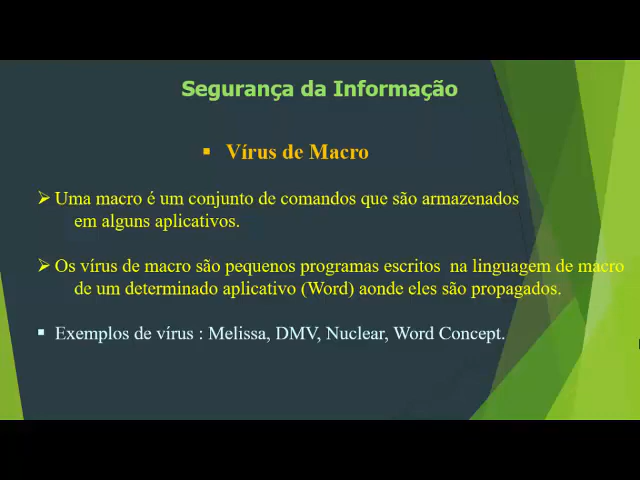 Segurança da Informação
▪ Vírus de Macro
➢ Uma macro é um conjunto de comandos que são armazenados
em alguns aplicativos.
➢ Os vírus de macro são pequenos programas escritos na linguagem de macro
de um determinado aplicativo (Word) aonde eles são propagados.
▪ Exemplos de vírus : Melissa, DMV, Nuclear, Word Concept.